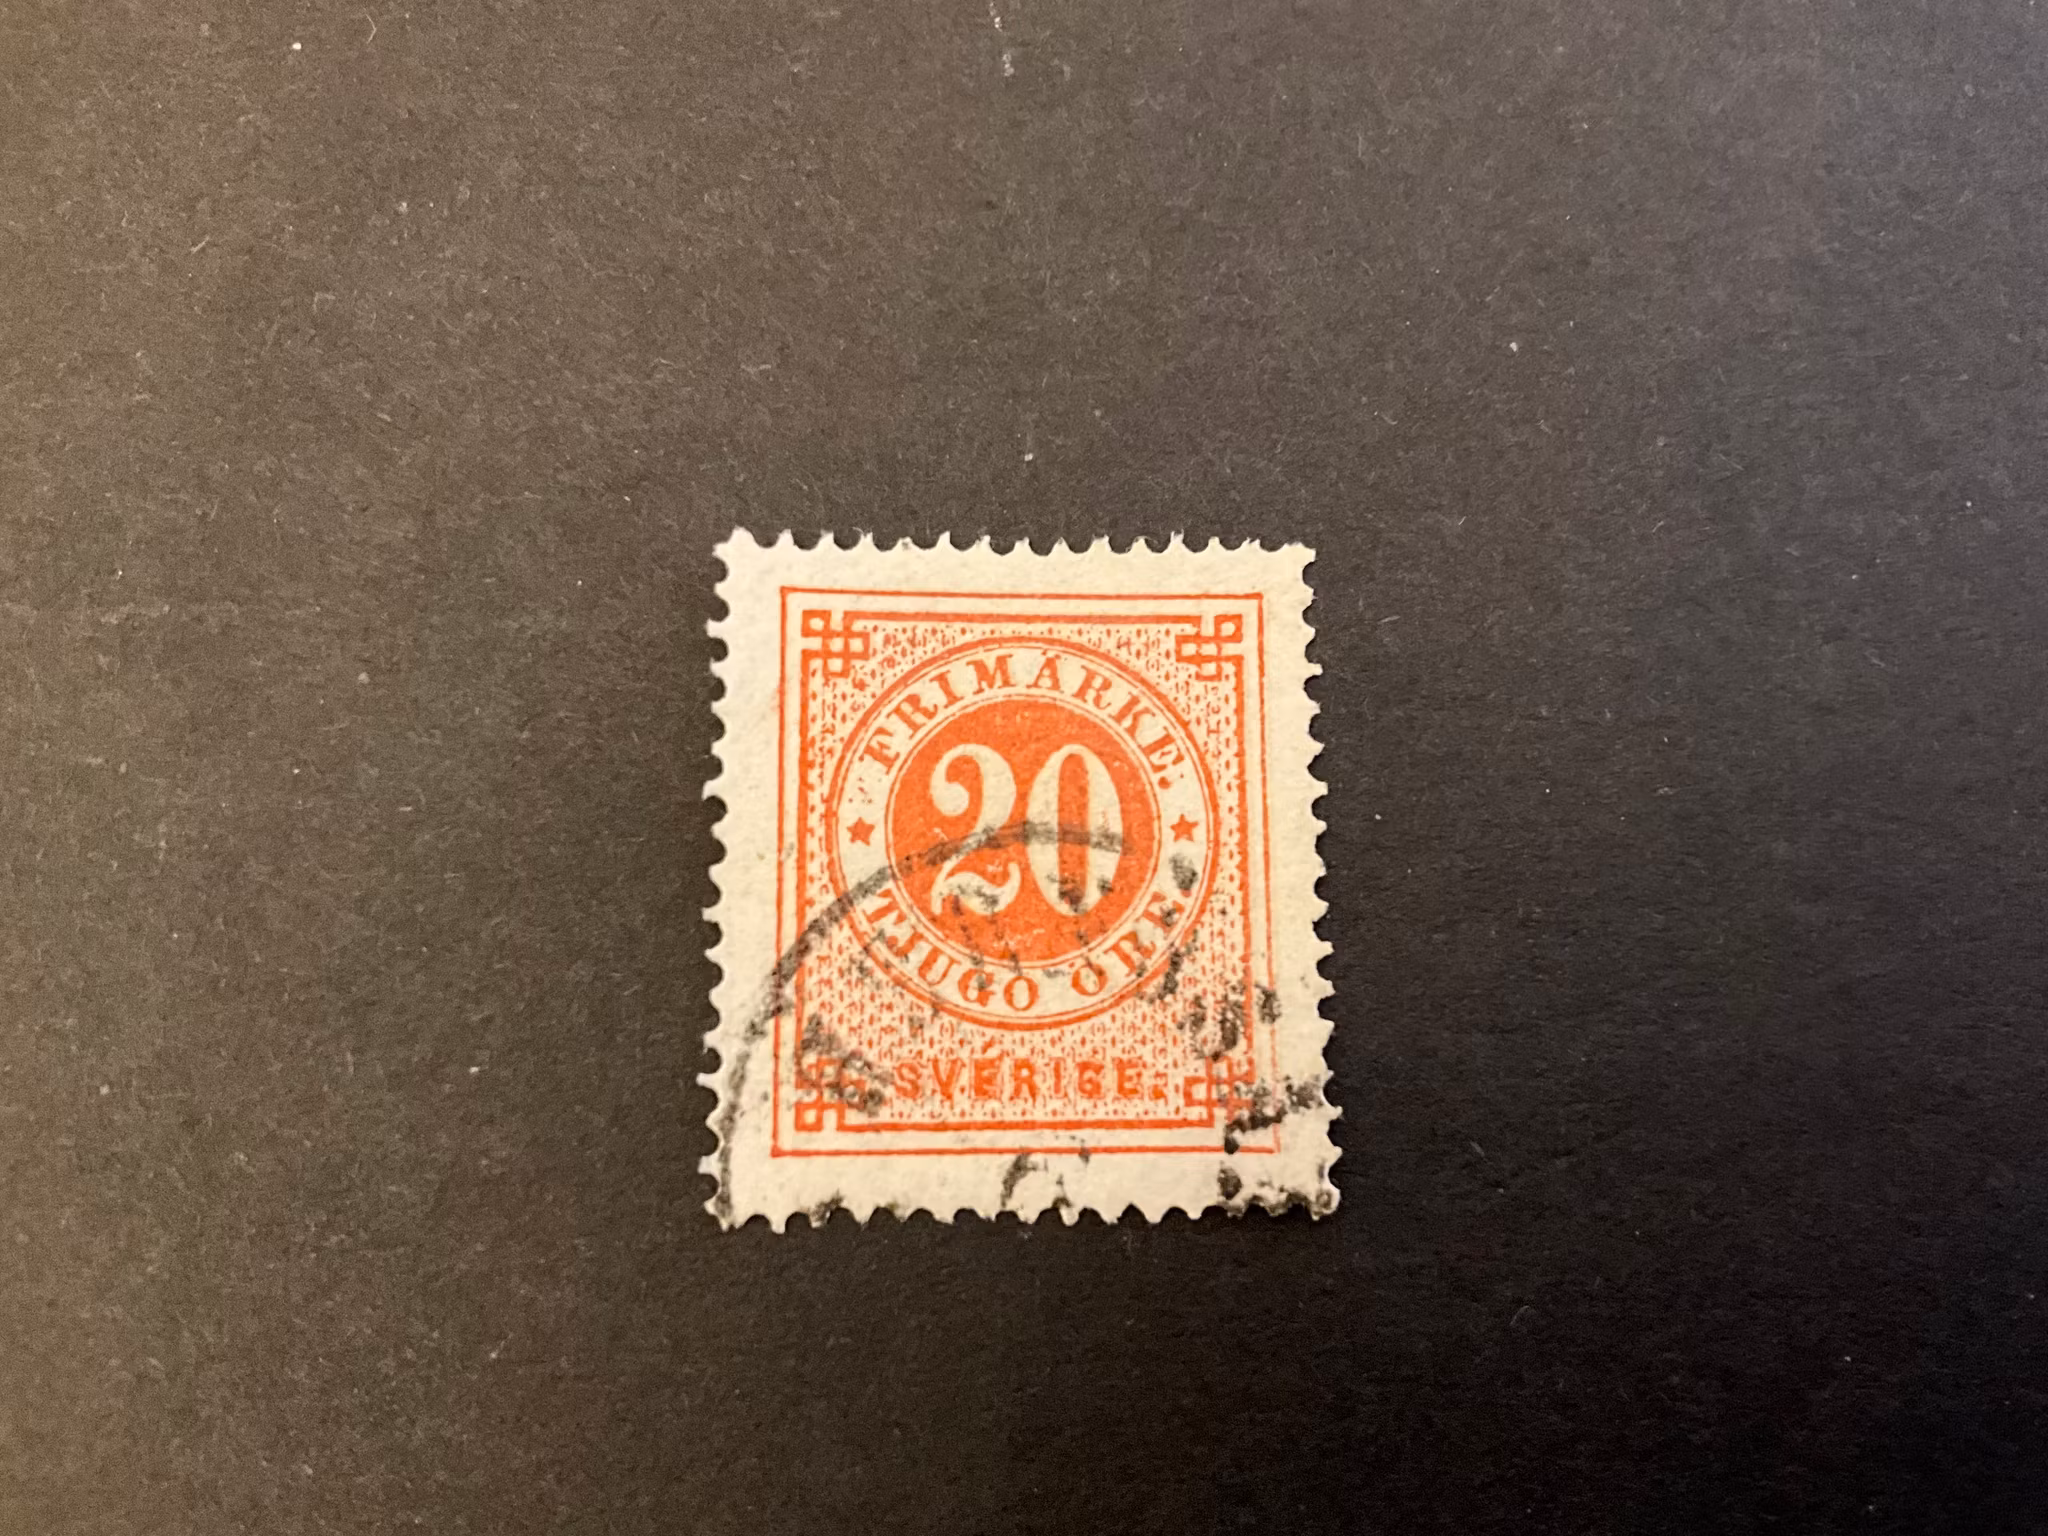 FRIMÄRKE.
20
TJUGO ÖRE.
SVERIGE.